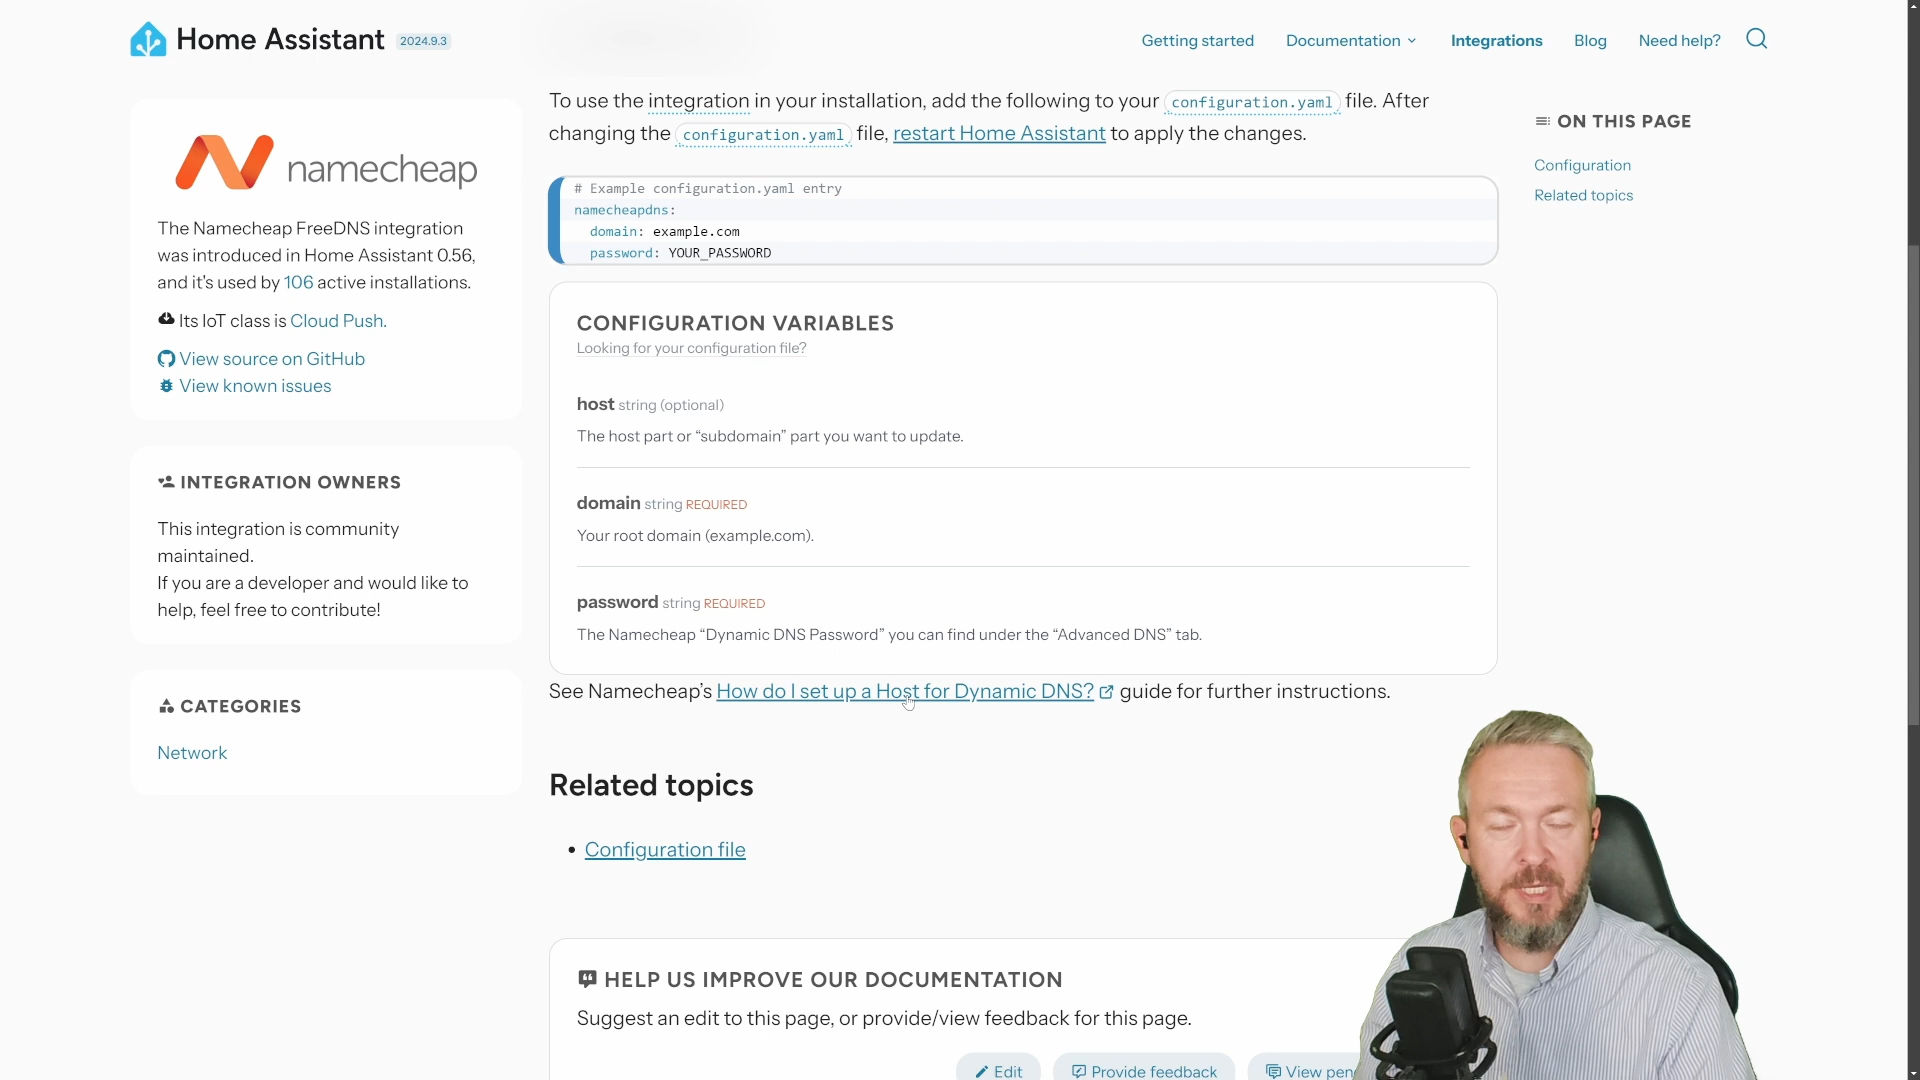 Home Assistant 2024.9.3
Getting started
Documentation
Integrations
Blog
Need help?
namecheap
The Namecheap FreeDNS integration
was introduced in Home Assistant 0.56,
and it's used by 106 active installations.
Its IoT class is Cloud Push.
View source on GitHub
View known issues
INTEGRATION OWNERS
This integration is community
maintained.
If you are a developer and would like to
help, feel free to contribute!
CATEGORIES
Network
To use the integration in your installation, add the following to your configuration.yaml file. After
changing the configuration.yaml file, restart Home Assistant to apply the changes.
# Example configuration.yaml entry
namecheapdns:
domain: example.com
password: YOUR_PASSWORD
CONFIGURATION VARIABLES
Looking for your configuration file?
host string (optional)
The host part or “subdomain” part you want to update.
domain string REQUIRED
Your root domain (example.com).
password string REQUIRED
The Namecheap “Dynamic DNS Password” you can find under the “Advanced DNS” tab.
See Namecheap’s How do I set up a Host for Dynamic DNS? guide for further instructions.
Related topics
• Configuration file
HELP US IMPROVE OUR DOCUMENTATION
Suggest an edit to this page, or provide/view feedback for this page.
Edit
Provide feedback
View pen
ON THIS PAGE
Configuration
Related topics